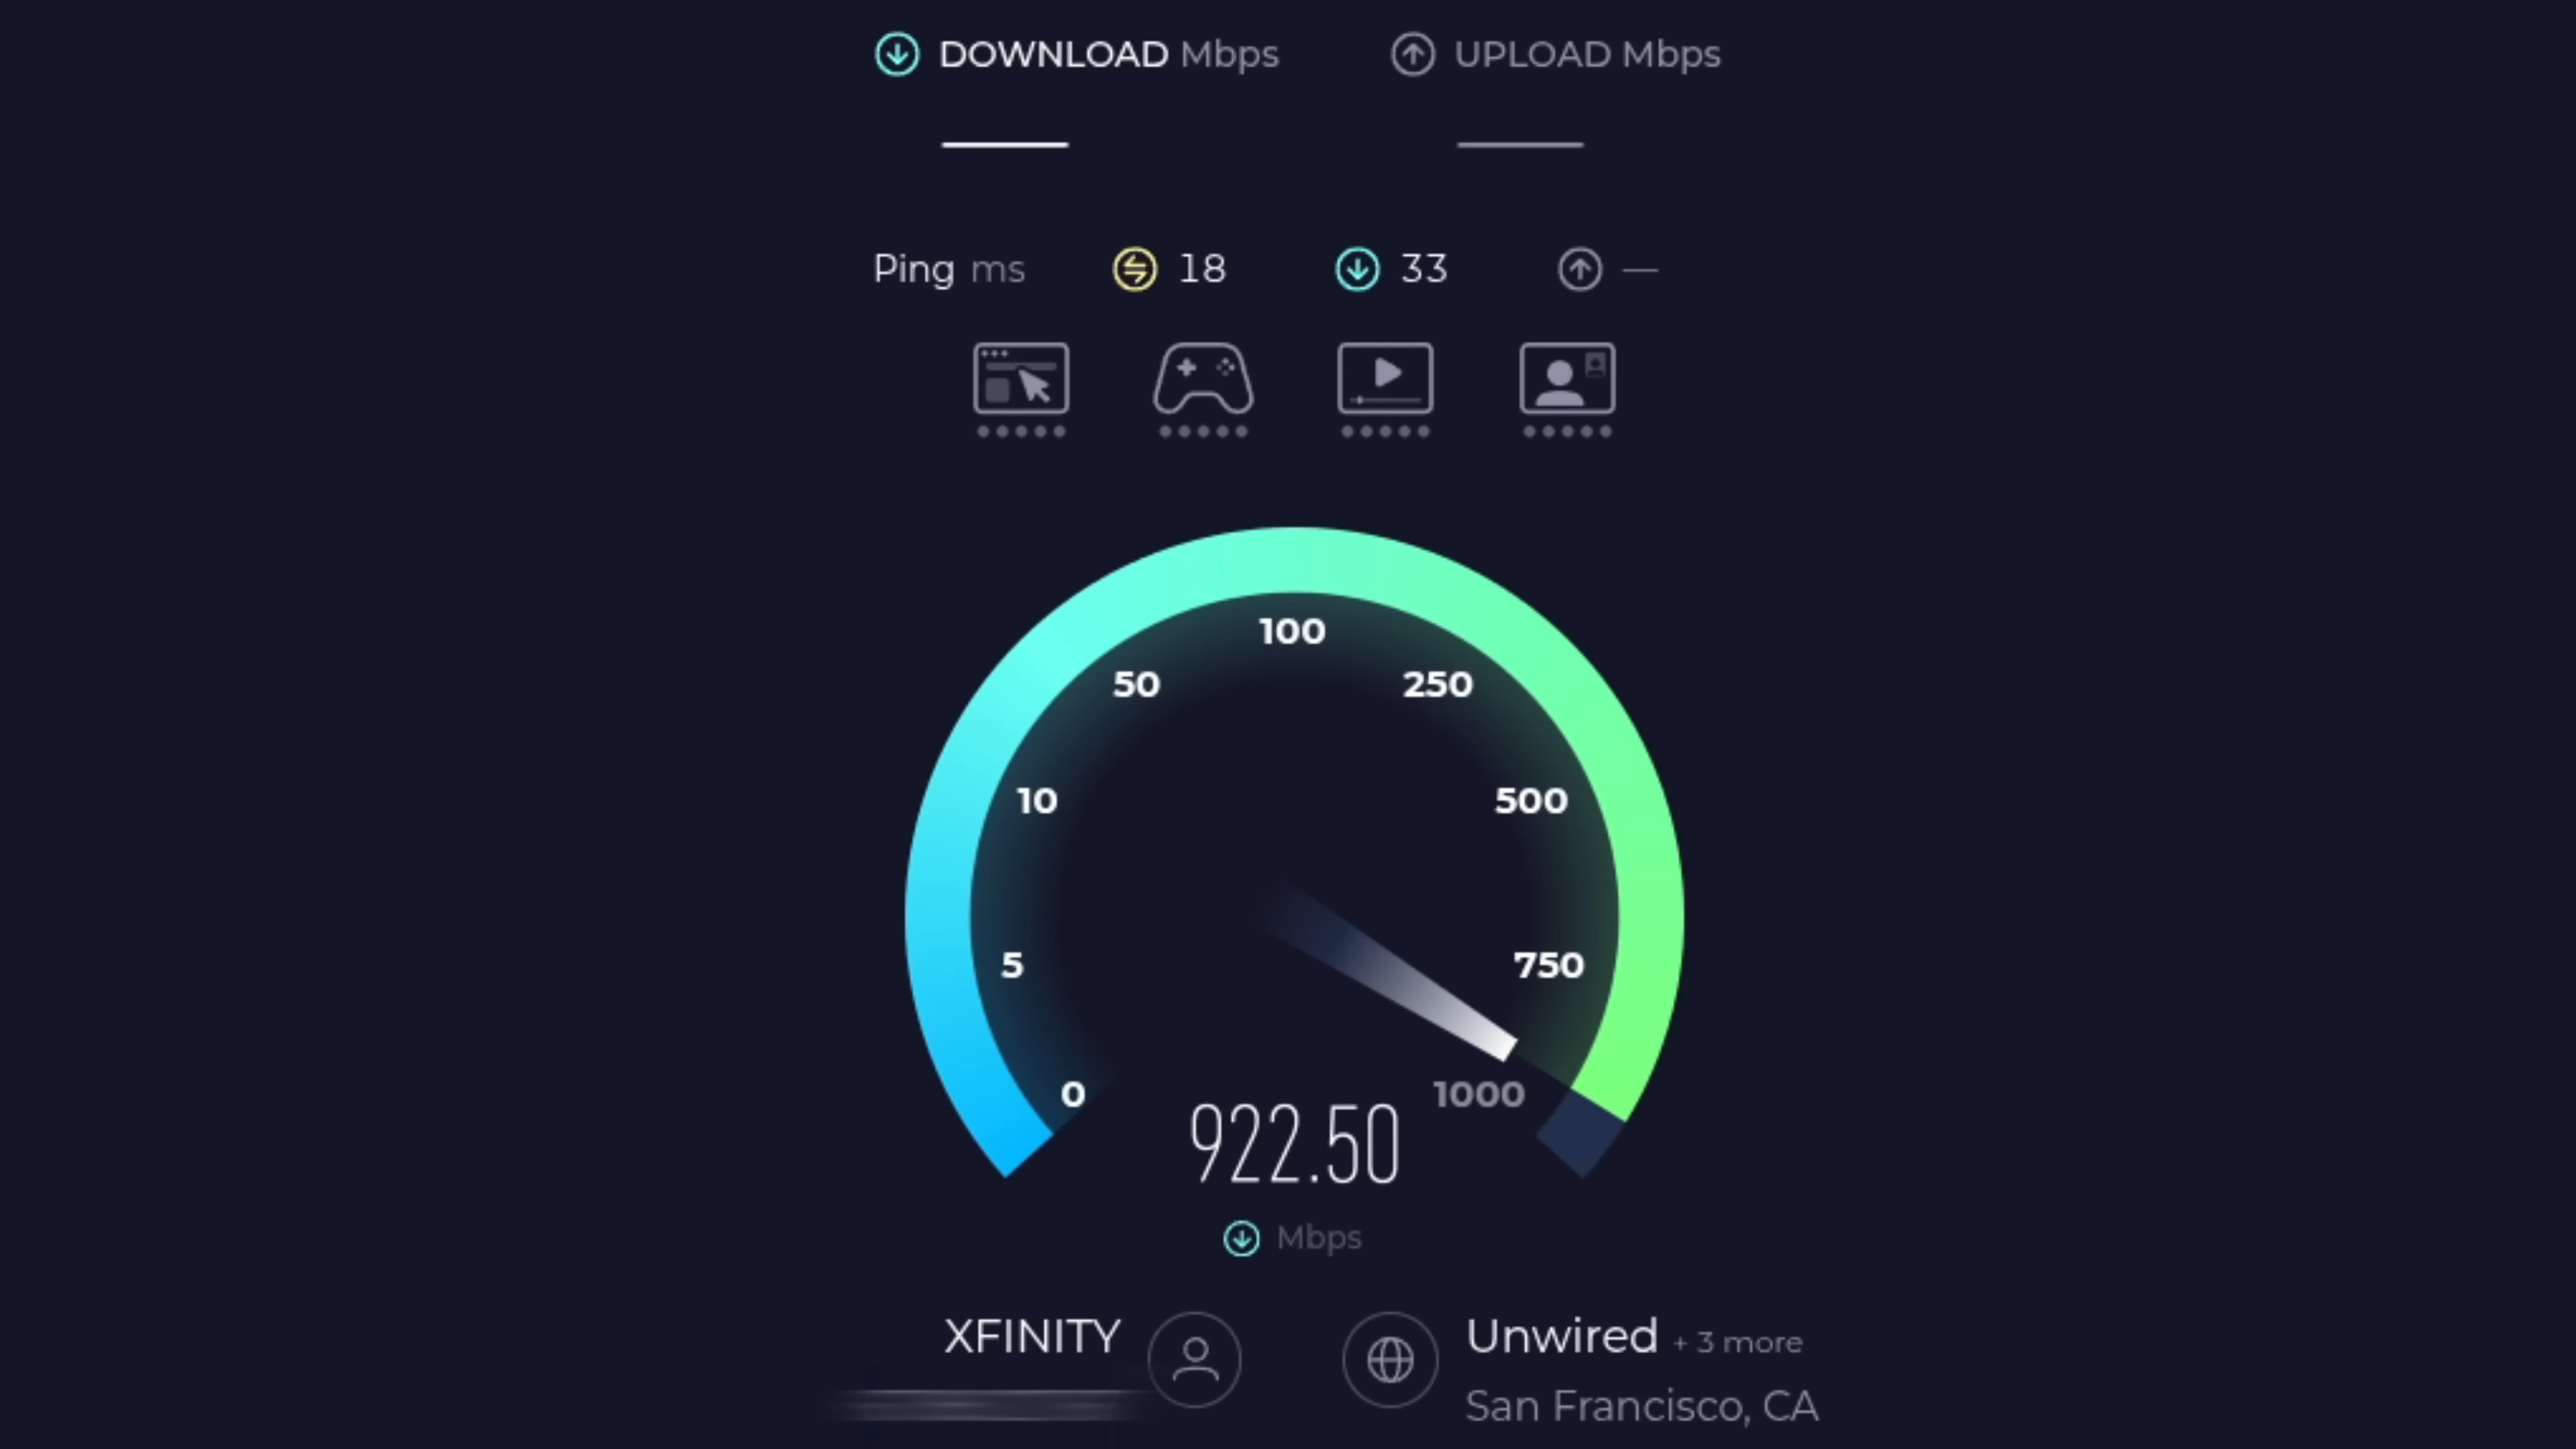 DOWNLOAD Mbps
UPLOAD Mbps
Ping ms 18 33 —
100
50
250
10
500
5
750
0
1000
922.50
Mbps
XFINITY
Unwired + 3 more
San Francisco, CA